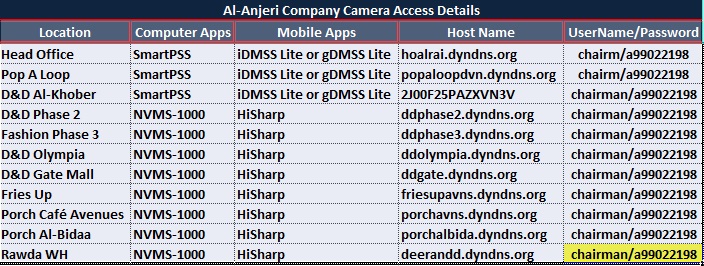 Al-Anjeri Company Camera Access Details
Location Computer Apps Mobile Apps Host Name UserName/Password
Head Office SmartPSS iDMSS Lite or gDMSS Lite hoalrai.dyndns.org chairm/a99022198
Pop A Loop SmartPSS iDMSS Lite or gDMSS Lite popaloopdvn.dyndns.org chairm/a99022198
D&D Al-Khober SmartPSS iDMSS Lite or gDMSS Lite 2J00F25PAZXVN3V chairman/a99022198
D&D Phase 2 NVMS-1000 HiSharp ddphase2.dyndns.org chairman/a99022198
Fashion Phase 3 NVMS-1000 HiSharp ddphase3.dyndns.org chairman/a99022198
D&D Olympia NVMS-1000 HiSharp ddolympia.dyndns.org chairman/a99022198
D&D Gate Mall NVMS-1000 HiSharp ddgate.dyndns.org chairman/a99022198
Fries Up NVMS-1000 HiSharp friesupavns.dyndns.org chairman/a99022198
Porch Café Avenues NVMS-1000 HiSharp porchavns.dyndns.org chairman/a99022198
Porch Al-Bidaa NVMS-1000 HiSharp porchalbida.dyndns.org chairman/a99022198
Rawda WH NVMS-1000 HiSharp deerandd.dyndns.org chairman/a99022198